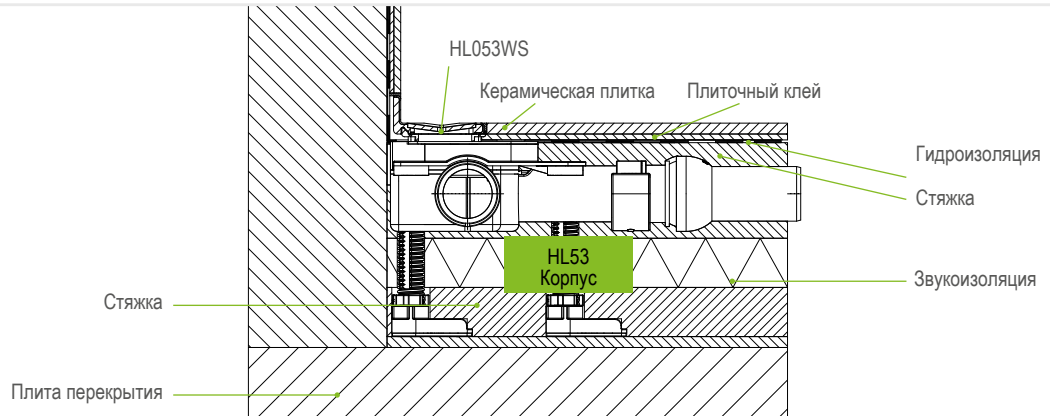 HL053WS
Керамическая плитка
Плиточный клей
Гидроизоляция
Стяжка
HL53
Корпус
Звукоизоляция
Стяжка
Плита перекрытия